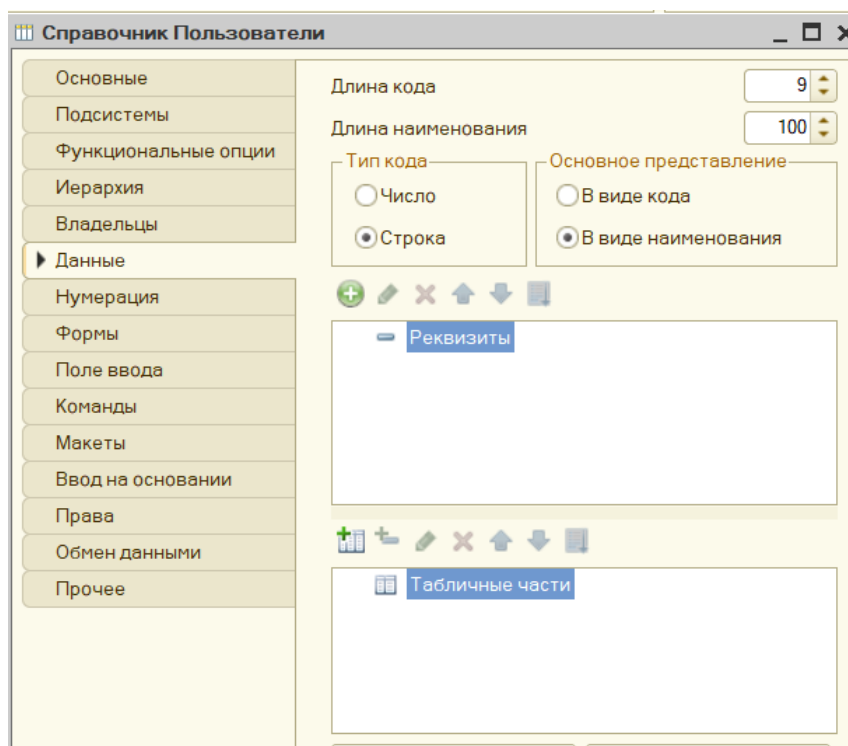 Справочник Пользователи
Основные
Подсистемы
Функциональные опции
Иерархия
Владельцы
Данные
Нумерация
Формы
Поле ввода
Команды
Макеты
Ввод на основании
Права
Обмен данными
Прочее
Длина кода 9
Длина наименования 100
Тип кода
Число
Строка
Основное представление
В виде кода
В виде наименования
Реквизиты
Табличные части